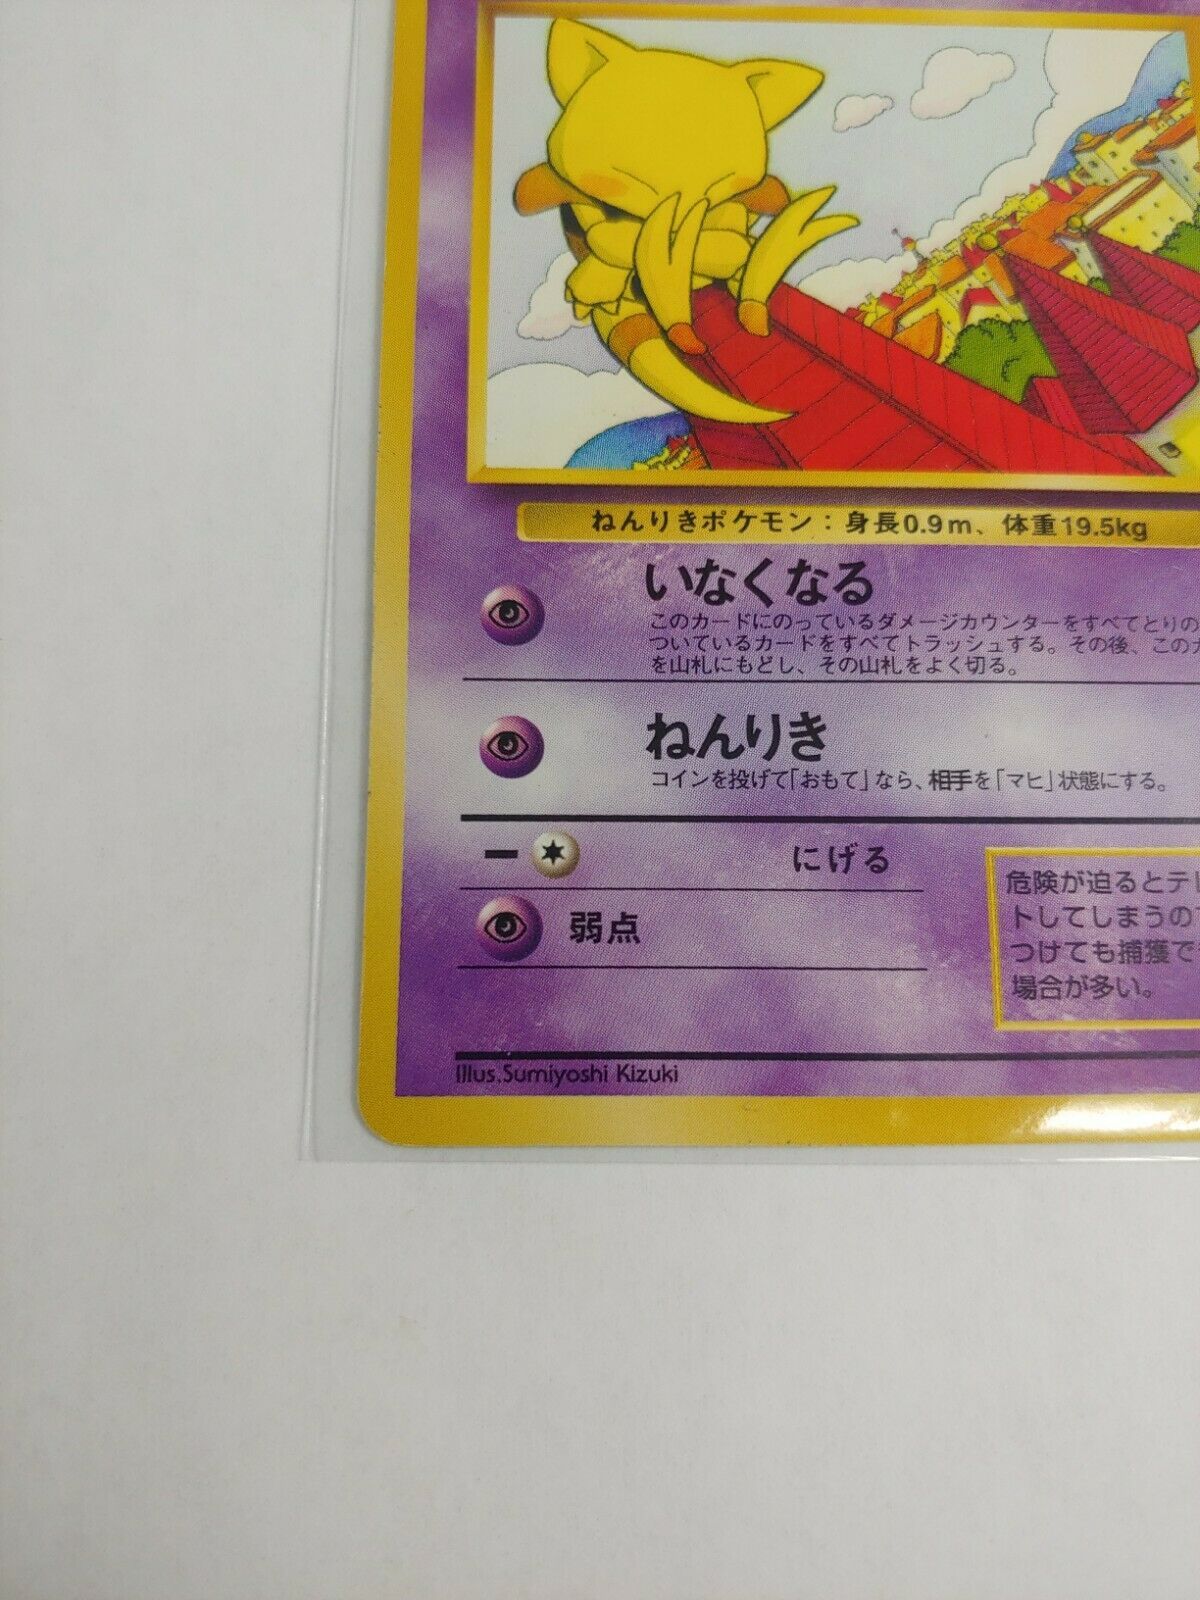 ねんりきポケモン：身長0.9m、体重19.5kg
いなくなる
このカードにのっているダメージカウンターをすべてとりの
ついているカードをすべてトラッシュする。その後、この
を山札にもどし、その山札をよく切る。
ねんりき
コインを投げて「おもて」なら、相手を「マヒ」状態にする。
− にげる
弱点
危険が迫るとテレ
トしてしまうの
つけても捕獲で
場合が多い。
Illus.Sumiyoshi Kizuki